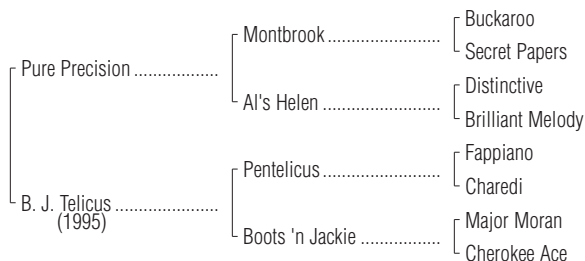 Buckaroo
Montbrook
Secret Papers
Pure Precision
Distinctive
Al's Helen
Brilliant Melody
Fappiano
Pentelicus
Charedi
B. J. Telicus
(1995)
Major Moran
Boots 'n Jackie
Cherokee Ace